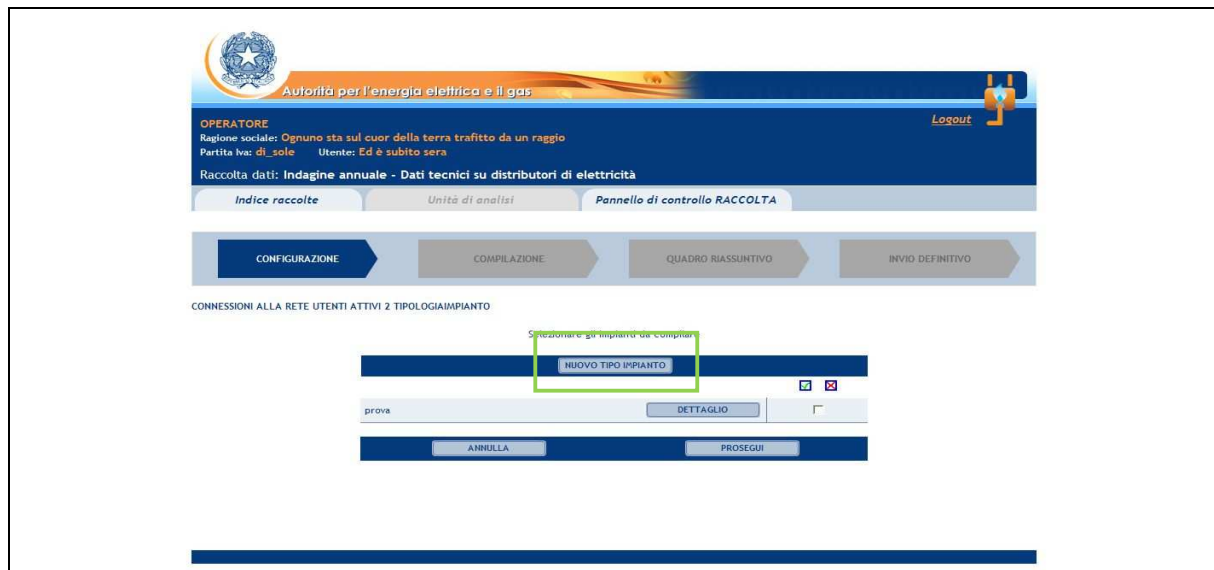 Autorità per l'energia elettrica e il gas
OPERATORE
Logout
Ragione sociale: Ognuno sta sul cuor della terra trafitto da un raggio
Partita Iva: di_sole Utente: Ed è subito sera
Raccolta dati: Indagine annuale - Dati tecnici su distributori di elettricità
Indice raccolte Unità di analisi Pannello di controllo RACCOLTA
CONFIGURAZIONE COMPILAZIONE QUADRO RIASSUNTIVO INVIO DEFINITIVO
CONNESSIONI ALLA RETE UTENTI ATTIVI 2 TIPOLOGIAIMPIANTO
Selezionare gli impianti da compilare
NUOVO TIPO IMPIANTO
prova DETTAGLIO
ANNULLA PROSEGUI